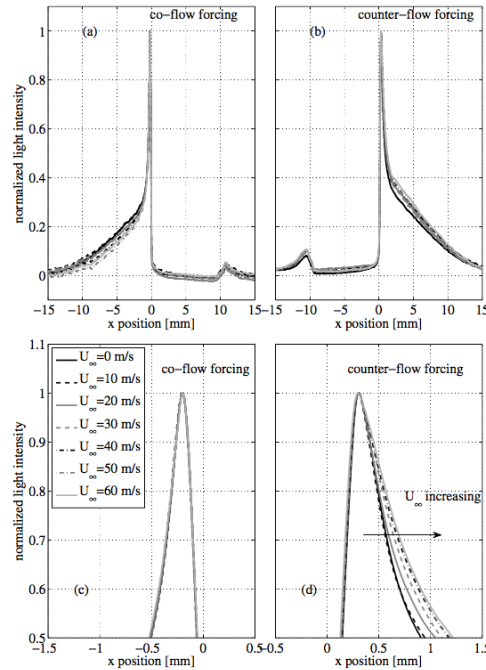 co-flow forcing
counter-flow forcing
(a)
(b)
normalized light intensity
1
0.8
0.6
0.4
0.2
0
−15 −10 −5 0 5 10 15
−15 −10 −5 0 5 10 15
x position [mm]
x position [mm]
co-flow forcing
counter-flow forcing
U∞=0 m/s
U∞=10 m/s
U∞=20 m/s
U∞=30 m/s
U∞=40 m/s
U∞=50 m/s
U∞=60 m/s
U∞ increasing
normalized light intensity
1
0.9
0.8
0.7
0.6
0.5
(c)
(d)
−1 −0.5 0 0.5
−0.5 0 0.5 1 1.5
x position [mm]
x position [mm]